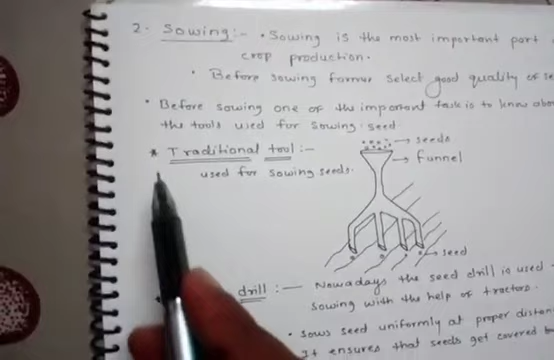 2. Sowing:- • Sowing is the most important part
crop production.
• Before sowing farmer select good quality of
• Before sowing one of the important task is to know
the tools used for sowing seed.
* Traditional tool :-
used for sowing seeds.
seeds
funnel
seed
drill :— Nowadays the seed drill is used
sowing with the help of tractors.
• Sows seed uniformly at proper
It ensures that seeds get covered